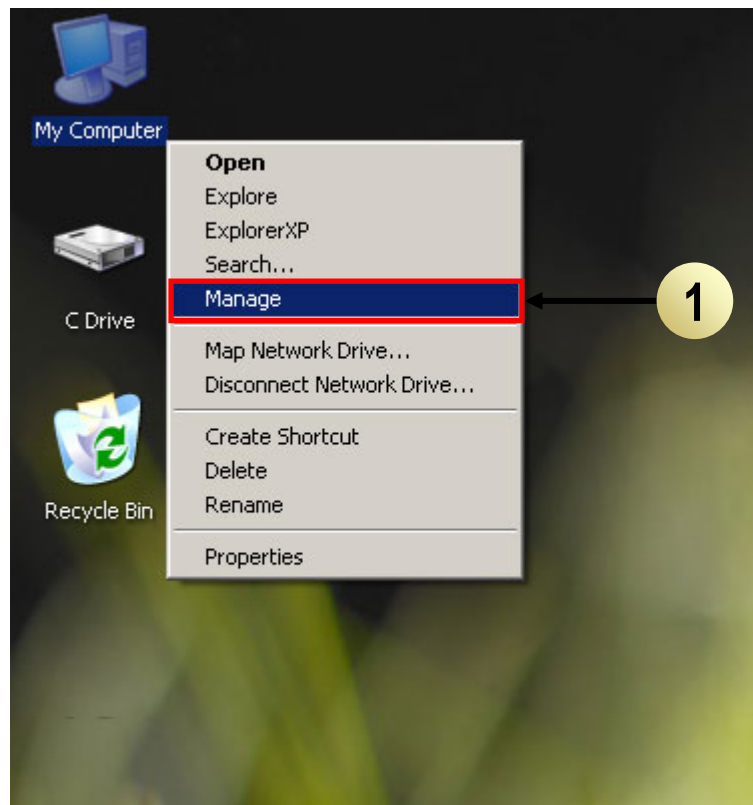 My Computer
Open
Explore
ExplorerXP
Search...
Manage
1
C Drive
Map Network Drive...
Disconnect Network Drive...
Create Shortcut
Delete
Rename
Recycle Bin
Properties